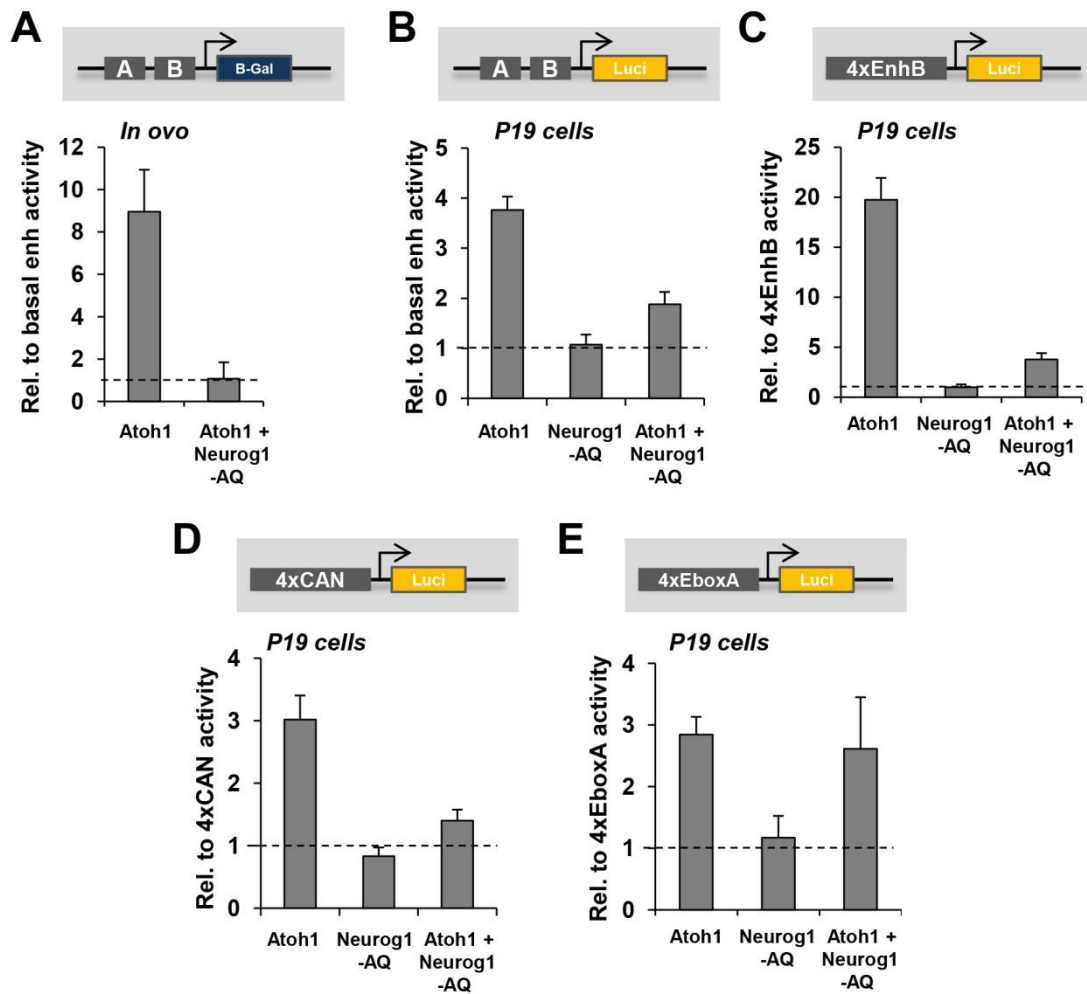 A
A B B-Gal
In ovo
Rel. to basal enh activity
12
10
8
6
4
2
0
Atoh1
Atoh1 +
Neurog1
-AQ
B
A B Luci
P19 cells
Rel. to basal enh activity
5
4
3
2
1
0
Atoh1
Neurog1
-AQ
Atoh1 +
Neurog1
-AQ
C
4xEnhB Luci
P19 cells
Rel. to 4xEnhB activity
25
20
15
10
5
0
Atoh1
Neurog1
-AQ
Atoh1 +
Neurog1
-AQ
D
4xCAN Luci
P19 cells
Rel. to 4xCAN activity
4
3
2
1
0
Atoh1
Neurog1
-AQ
Atoh1 +
Neurog1
-AQ
E
4xEboxA Luci
P19 cells
Rel. to 4xEboxA activity
4
3
2
1
0
Atoh1
Neurog1
-AQ
Atoh1 +
Neurog1
-AQ